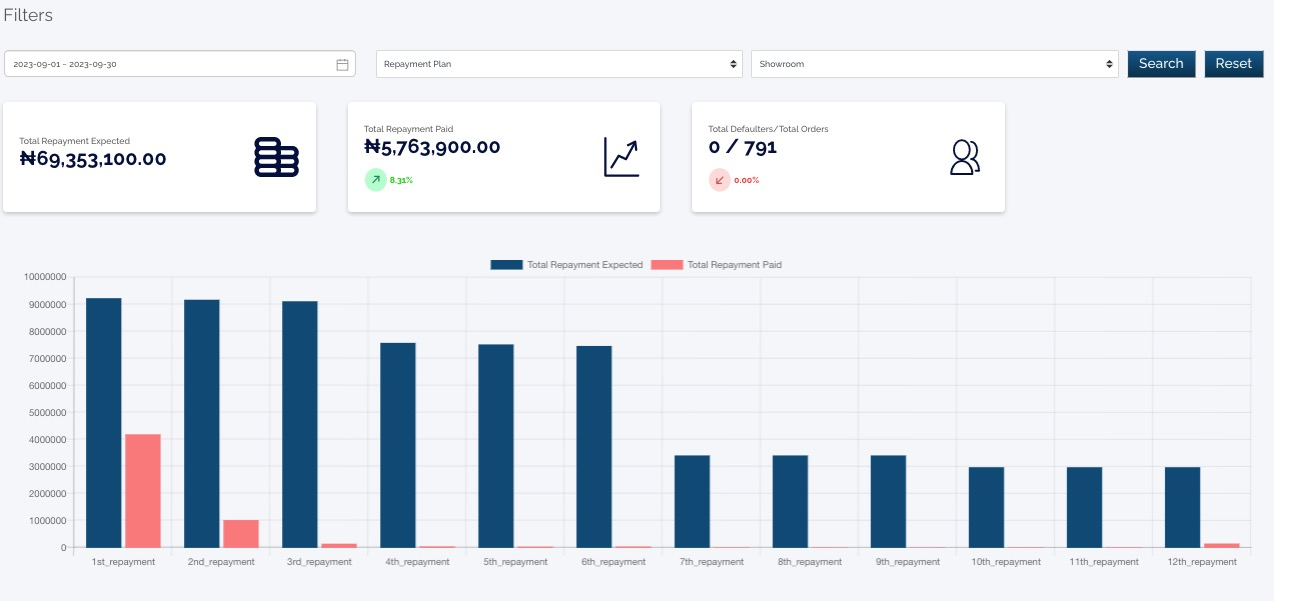 Filters
2023-09-01 - 2023-09-30
Repayment Plan
Showroom
Search
Reset
Total Repayment Expected
₦69,353,100.00
Total Repayment Paid
₦5,763,900.00
8.31%
Total Defaulters/Total Orders
0 / 791
0.00%
Total Repayment Expected
Total Repayment Paid
10000000
9000000
8000000
7000000
6000000
5000000
4000000
3000000
2000000
1000000
0
1st_repayment
2nd_repayment
3rd_repayment
4th_repayment
5th_repayment
6th_repayment
7th_repayment
8th_repayment
9th_repayment
10th_repayment
11th_repayment
12th_repayment